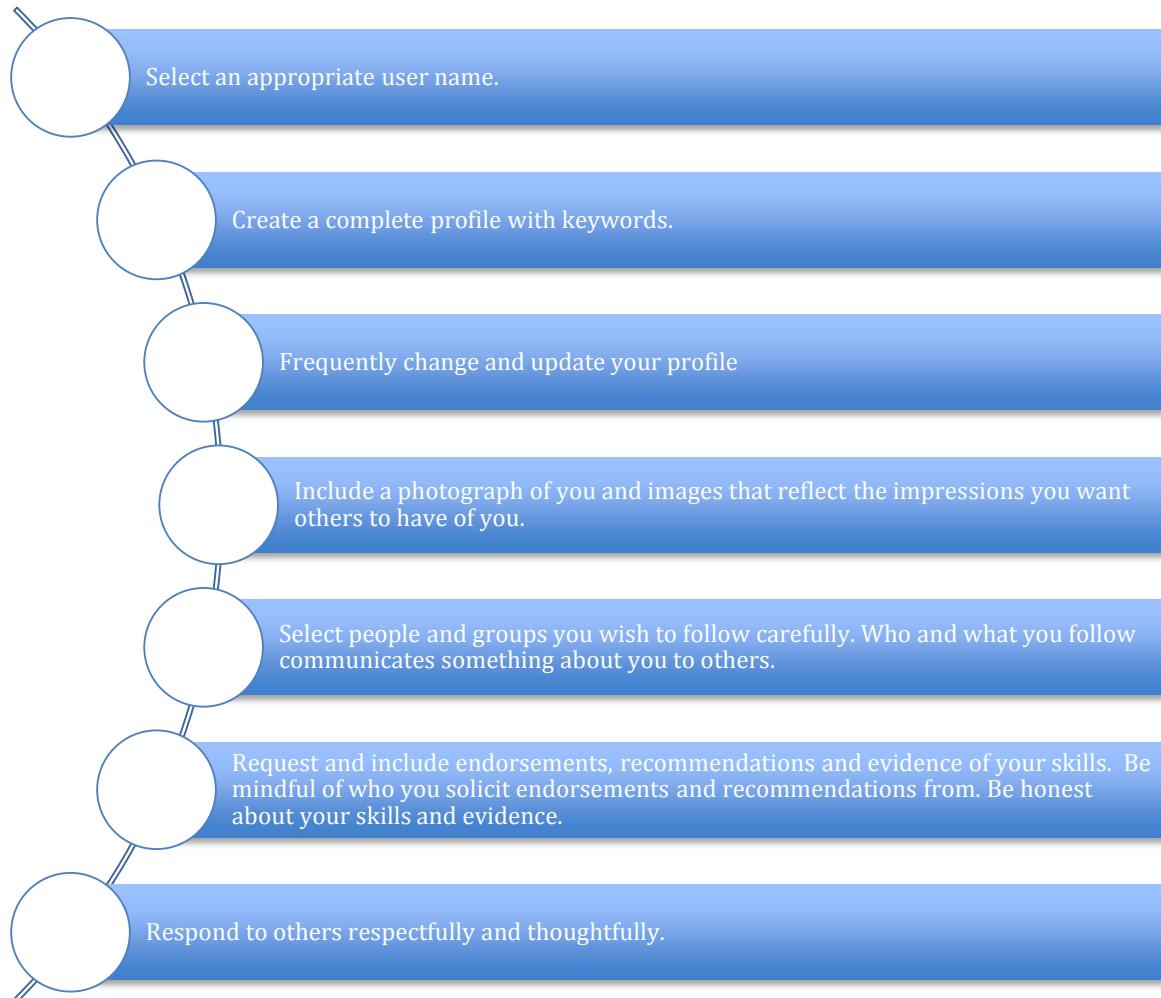 Select an appropriate user name.
Create a complete profile with keywords.
Frequently change and update your profile
Include a photograph of you and images that reflect the impressions you want
others to have of you.
Select people and groups you wish to follow carefully. Who and what you follow
communicates something about you to others.
Request and include endorsements, recommendations and evidence of your skills.  Be
mindful of who you solicit endorsements and recommendations from. Be honest
about your skills and evidence.
Respond to others respectfully and thoughtfully.